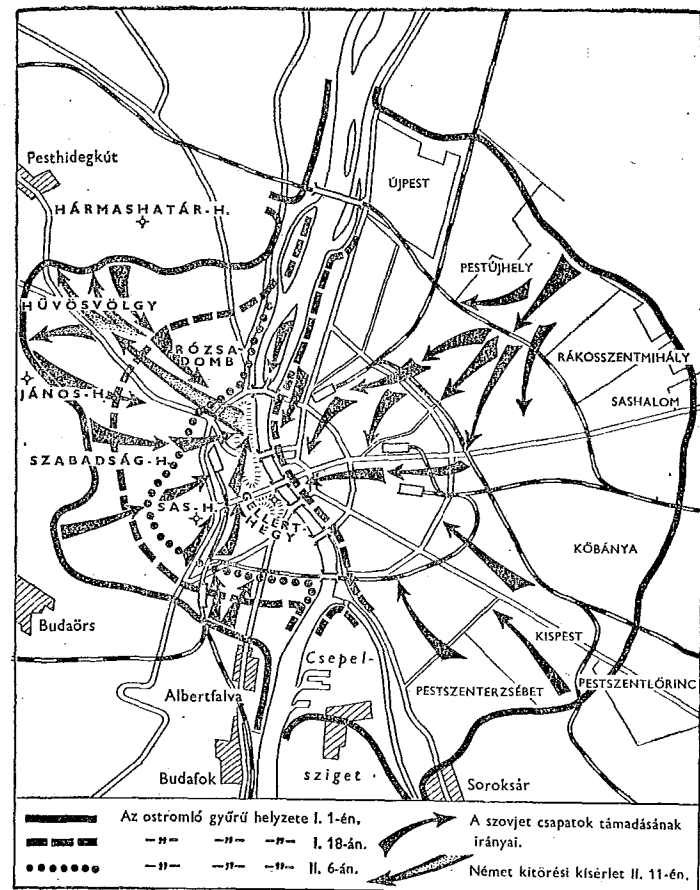 Pesthidegkút
HÁRMASHATÁR-H.
ÚJPEST
PESTÚJHELY
HŰVÖSVÖLGY
RÓZSA
DOMB
RÁKOSSZENTMIHÁLY
JÁNOS-H.
SASHALOM
SZABADSÁG-H.
SAS-H.
GELLÉRT-
HEGY
KŐBÁNYA
Budaörs
KISPEST
Csepel-
Albertfalva
PESTSZENTERZSÉBET
PESTSZENTLŐRINC
Budafok
sziget
Soroksár
Az ostromló gyűrű helyzete I. 1-én.
A szovjet csapatok támadásának
irányai.
—"— —"— —"— I. 18-án.
—"— —"— —"— II. 6-án.
Német kitörési kísérlet II. 11-én.